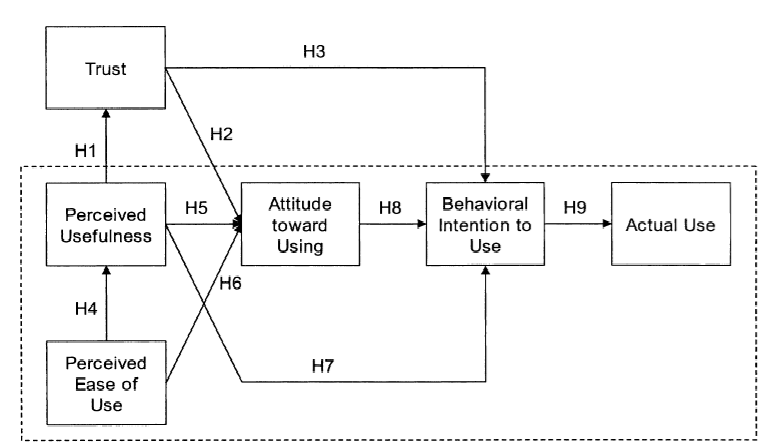 H3
Trust
H2
H1
Perceived
Usefulness
H5
Attitude
toward
Using
H8
Behavioral
Intention to
Use
H9
Actual Use
H6
H4
Perceived
Ease of
Use
H7